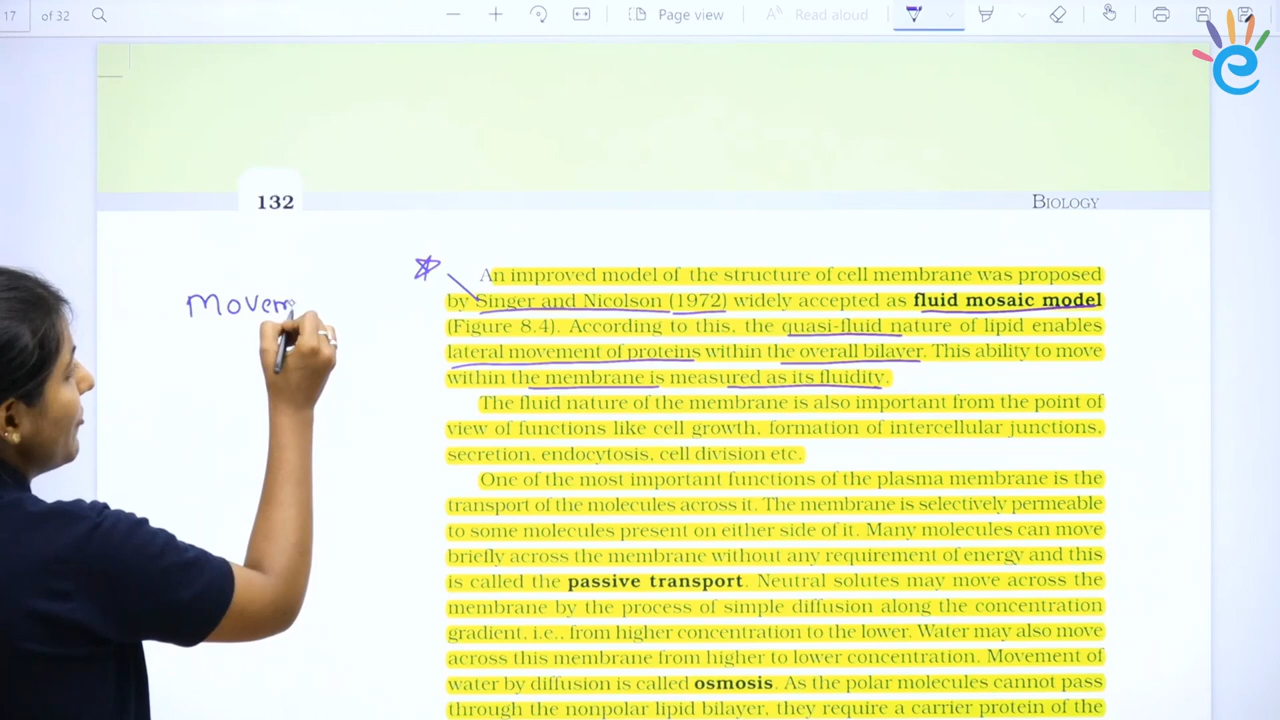 17 of 32 Page view Read aloud
132 BIOLOGY
An improved model of the structure of cell membrane was proposed
by Singer and Nicolson (1972) widely accepted as fluid mosaic model
(Figure 8.4). According to this, the quasi-fluid nature of lipid enables
lateral movement of proteins within the overall bilayer. This ability to move
within the membrane is measured as its fluidity.
The fluid nature of the membrane is also important from the point of
view of functions like cell growth, formation of intercellular junctions,
secretion, endocytosis, cell division etc.
One of the most important functions of the plasma membrane is the
transport of the molecules across it. The membrane is selectively permeable
to some molecules present on either side of it. Many molecules can move
briefly across the membrane without any requirement of energy and this
is called the passive transport. Neutral solutes may move across the
membrane by the process of simple diffusion along the concentration
gradient, i.e., from higher concentration to the lower. Water may also move
across this membrane from higher to lower concentration. Movement of
water by diffusion is called osmosis. As the polar molecules cannot pass
through the nonpolar lipid bilayer, they require a carrier protein of the
Movem